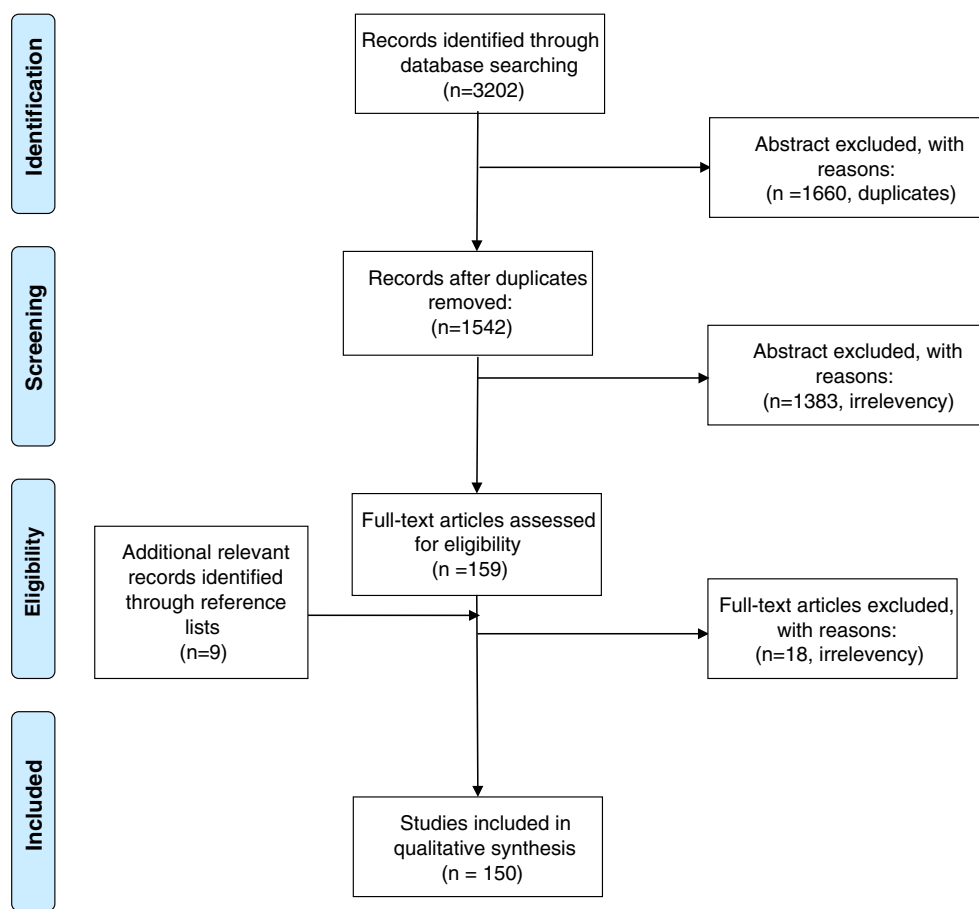 Identification
Records identified through
database searching
(n=3202)
Abstract excluded, with
reasons:
(n =1660, duplicates)
Screening
Records after duplicates
removed:
(n=1542)
Abstract excluded, with
reasons:
(n=1383, irrelevency)
Eligibility
Full-text articles assessed
for eligibility
(n =159)
Additional relevant
records identified
through reference
lists
(n=9)
Full-text articles excluded,
with reasons:
(n=18, irrelevency)
Included
Studies included in
qualitative synthesis
(n = 150)